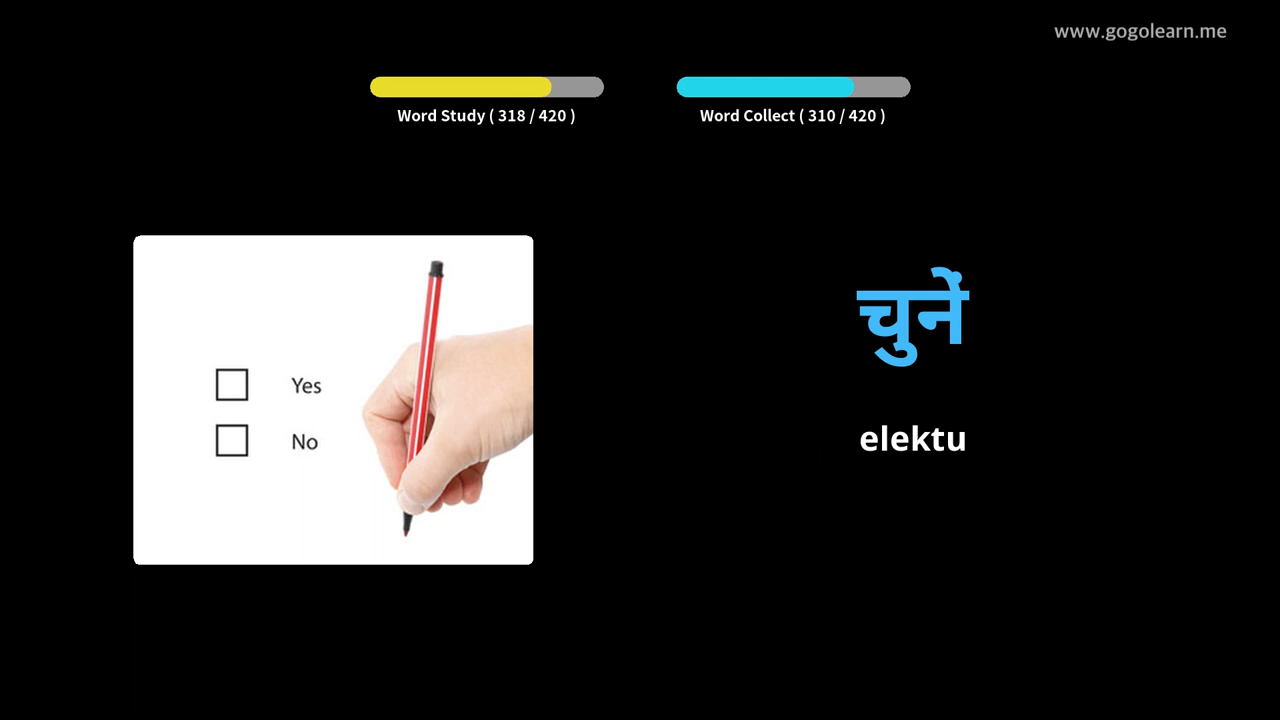 www.gogolearn.me
Word Study ( 318 / 420 )
Word Collect ( 310 / 420 )
Yes
No
चुनें
elektu